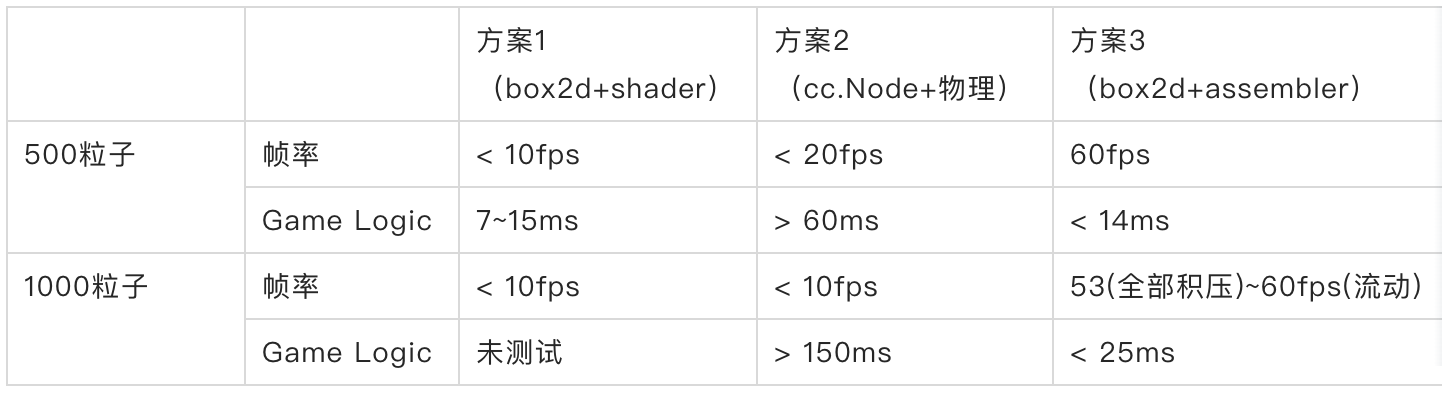 方案1
（box2d+shader）
方案2
（cc.Node+物理）
方案3
（box2d+assembler）
500粒子
帧率
< 10fps
< 20fps
60fps
Game Logic
7~15ms
> 60ms
< 14ms
1000粒子
帧率
< 10fps
< 10fps
53(全部积压)~60fps(流动)
Game Logic
未测试
> 150ms
< 25ms